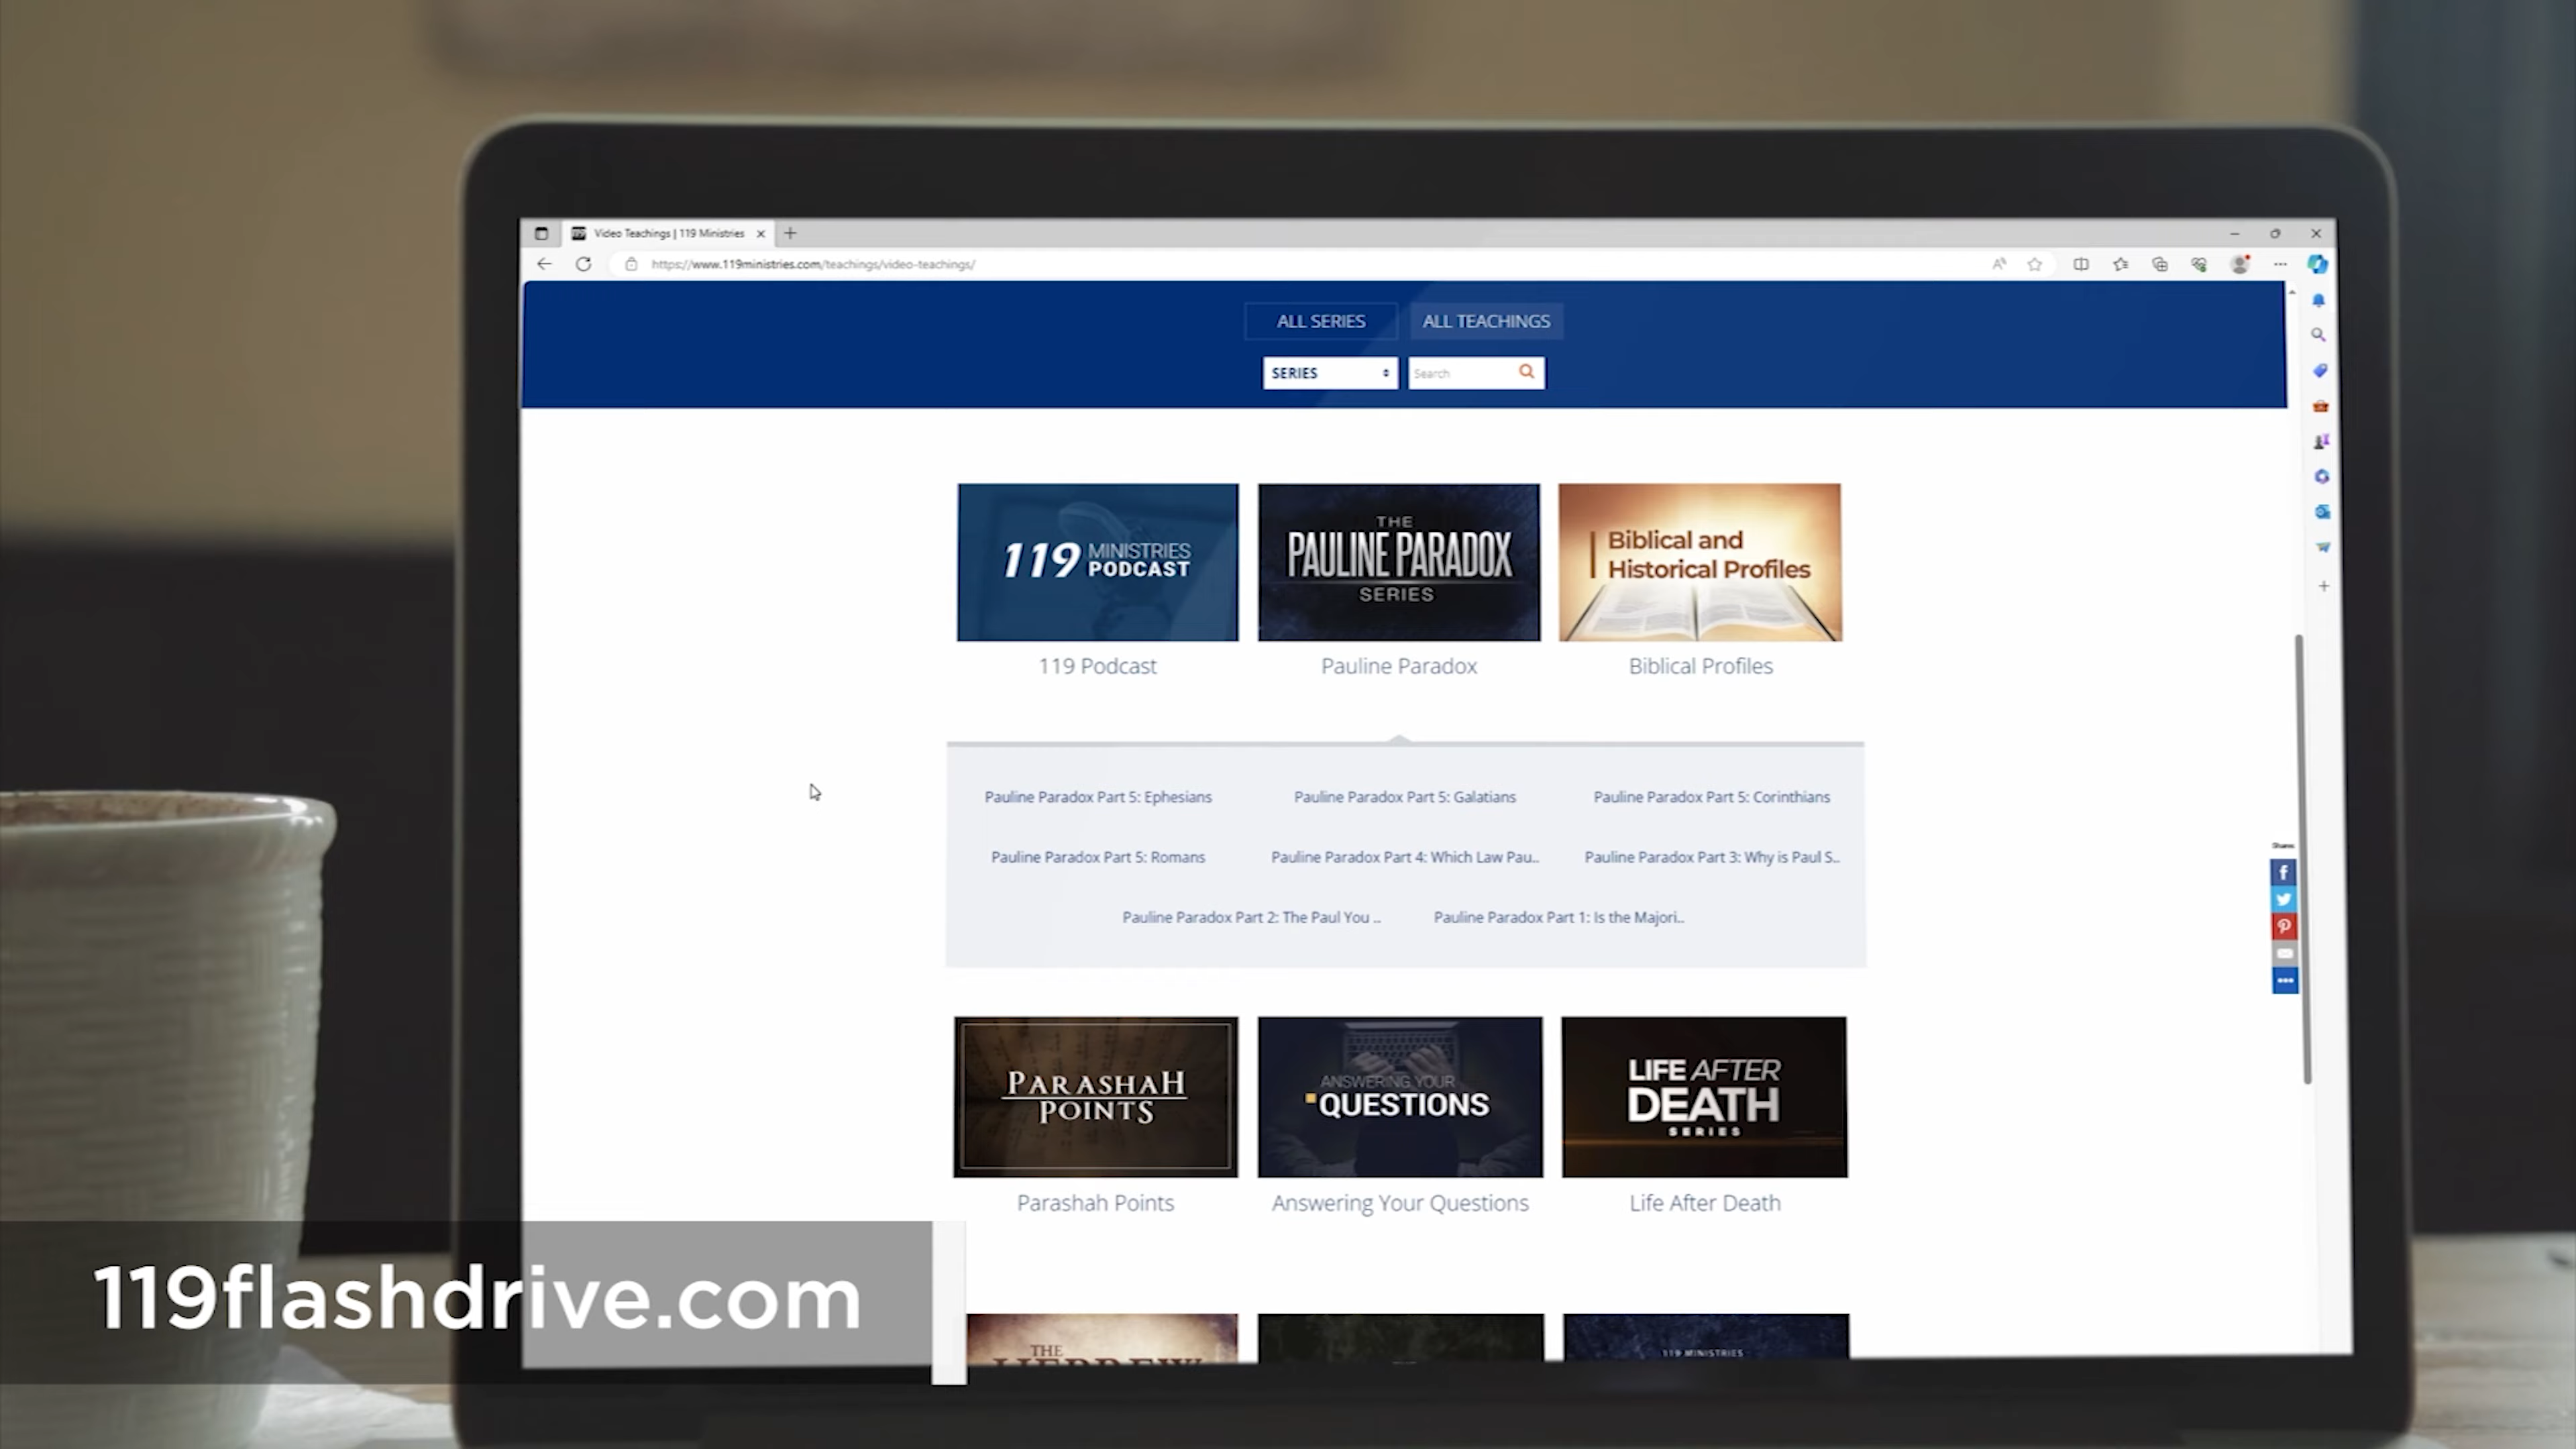 Video Teachings | 119 Ministries
https://www.119ministries.com/teachings/video-teachings/
ALL SERIES
ALL TEACHINGS
SERIES
Search
119 MINISTRIES PODCAST
THE
PAULINE PARADOX
SERIES
Biblical and
Historical Profiles
119 Podcast
Pauline Paradox
Biblical Profiles
Pauline Paradox Part 5: Ephesians
Pauline Paradox Part 5: Galatians
Pauline Paradox Part 5: Corinthians
Pauline Paradox Part 5: Romans
Pauline Paradox Part 4: Which Law Pau..
Pauline Paradox Part 3: Why is Paul S..
Pauline Paradox Part 2: The Paul You ..
Pauline Paradox Part 1: Is the Majori..
Shares
PARASHAH
POINTS
ANSWERING YOUR
QUESTIONS
LIFE AFTER
DEATH
SERIES
Parashah Points
Answering Your Questions
Life After Death
119flashdrive.com
THE
HEBREW
119 MINISTRIES